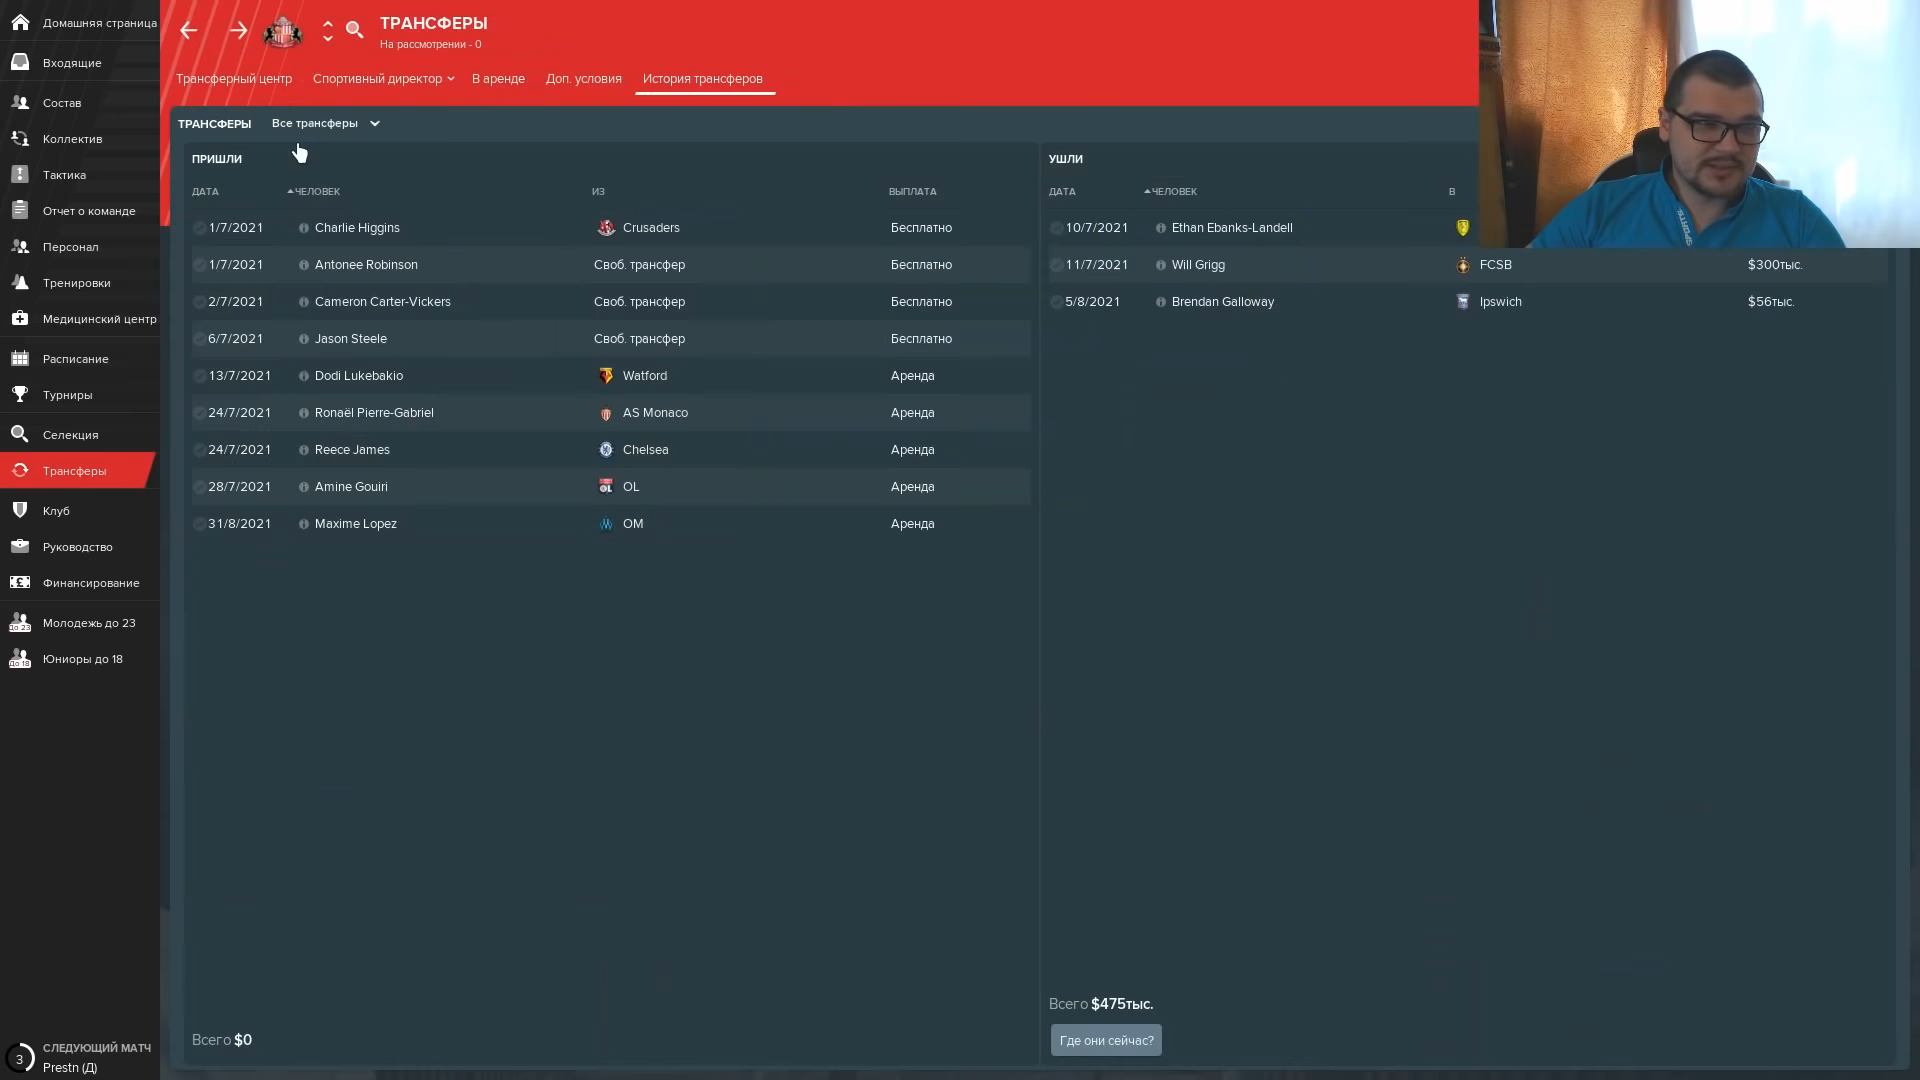 Домашняя страница
Входящие
Состав
Коллектив
Тактика
Отчет о команде
Персонал
Тренировки
Медицинский центр
Расписание
Турниры
Селекция
Трансферы
Клуб
Руководство
Финансирование
Молодежь до 23
Юниоры до 18
3 СЛЕДУЮЩИЙ МАТЧ
Prestn (Д)
ТРАНСФЕРЫ
На рассмотрении - 0
Трансферный центр Спортивный директор В аренде Доп. условия История трансферов
ТРАНСФЕРЫ Все трансферы
ПРИШЛИ
ДАТА ЧЕЛОВЕК ИЗ ВЫПЛАТА
1/7/2021 Charlie Higgins Crusaders Бесплатно
1/7/2021 Antonee Robinson Своб. трансфер Бесплатно
2/7/2021 Cameron Carter-Vickers Своб. трансфер Бесплатно
6/7/2021 Jason Steele Своб. трансфер Бесплатно
13/7/2021 Dodi Lukebakio Watford Аренда
24/7/2021 Ronaël Pierre-Gabriel AS Monaco Аренда
24/7/2021 Reece James Chelsea Аренда
28/7/2021 Amine Gouiri OL Аренда
31/8/2021 Maxime Lopez OM Аренда
Всего $0
УШЛИ
ДАТА ЧЕЛОВЕК В
10/7/2021 Ethan Ebanks-Landell
11/7/2021 Will Grigg FCSB $300тыс.
5/8/2021 Brendan Galloway Ipswich $56тыс.
Всего $475тыс.
Где они сейчас?
SPORTS